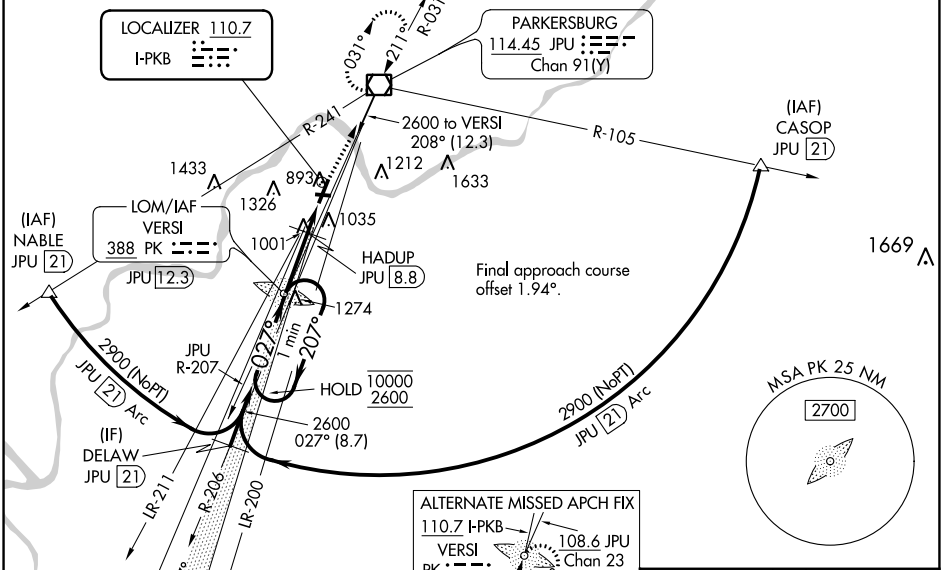 LOCALIZER 110.7
I-PKB
031°
211°
R-031
PARKERSBURG
114.45 JPU
Chan 91(Y)
R-241
2600 to VERSI
208° (12.3)
R-105
(IAF)
CASOP
JPU 21
1433
1326
893
1212
1633
LOM/IAF
VERSI
388 PK
JPU 12.3
(IAF)
NABLE
JPU 21
1001
1035
HADUP
JPU 8.8
1669
Final approach course
offset 1.94°.
1274
027°
1 min
207°
JPU
R-207
HOLD 10000
2600
2900 (NoPT)
JPU 21 Arc
2900 (NoPT)
JPU 21 Arc
2600
027° (8.7)
(IF)
DELAW
JPU 21
LR-211
R-206
LR-200
MSA PK 25 NM
2700
ALTERNATE MISSED APCH FIX
110.7 I-PKB
VERSI
108.6 JPU
Chan 23